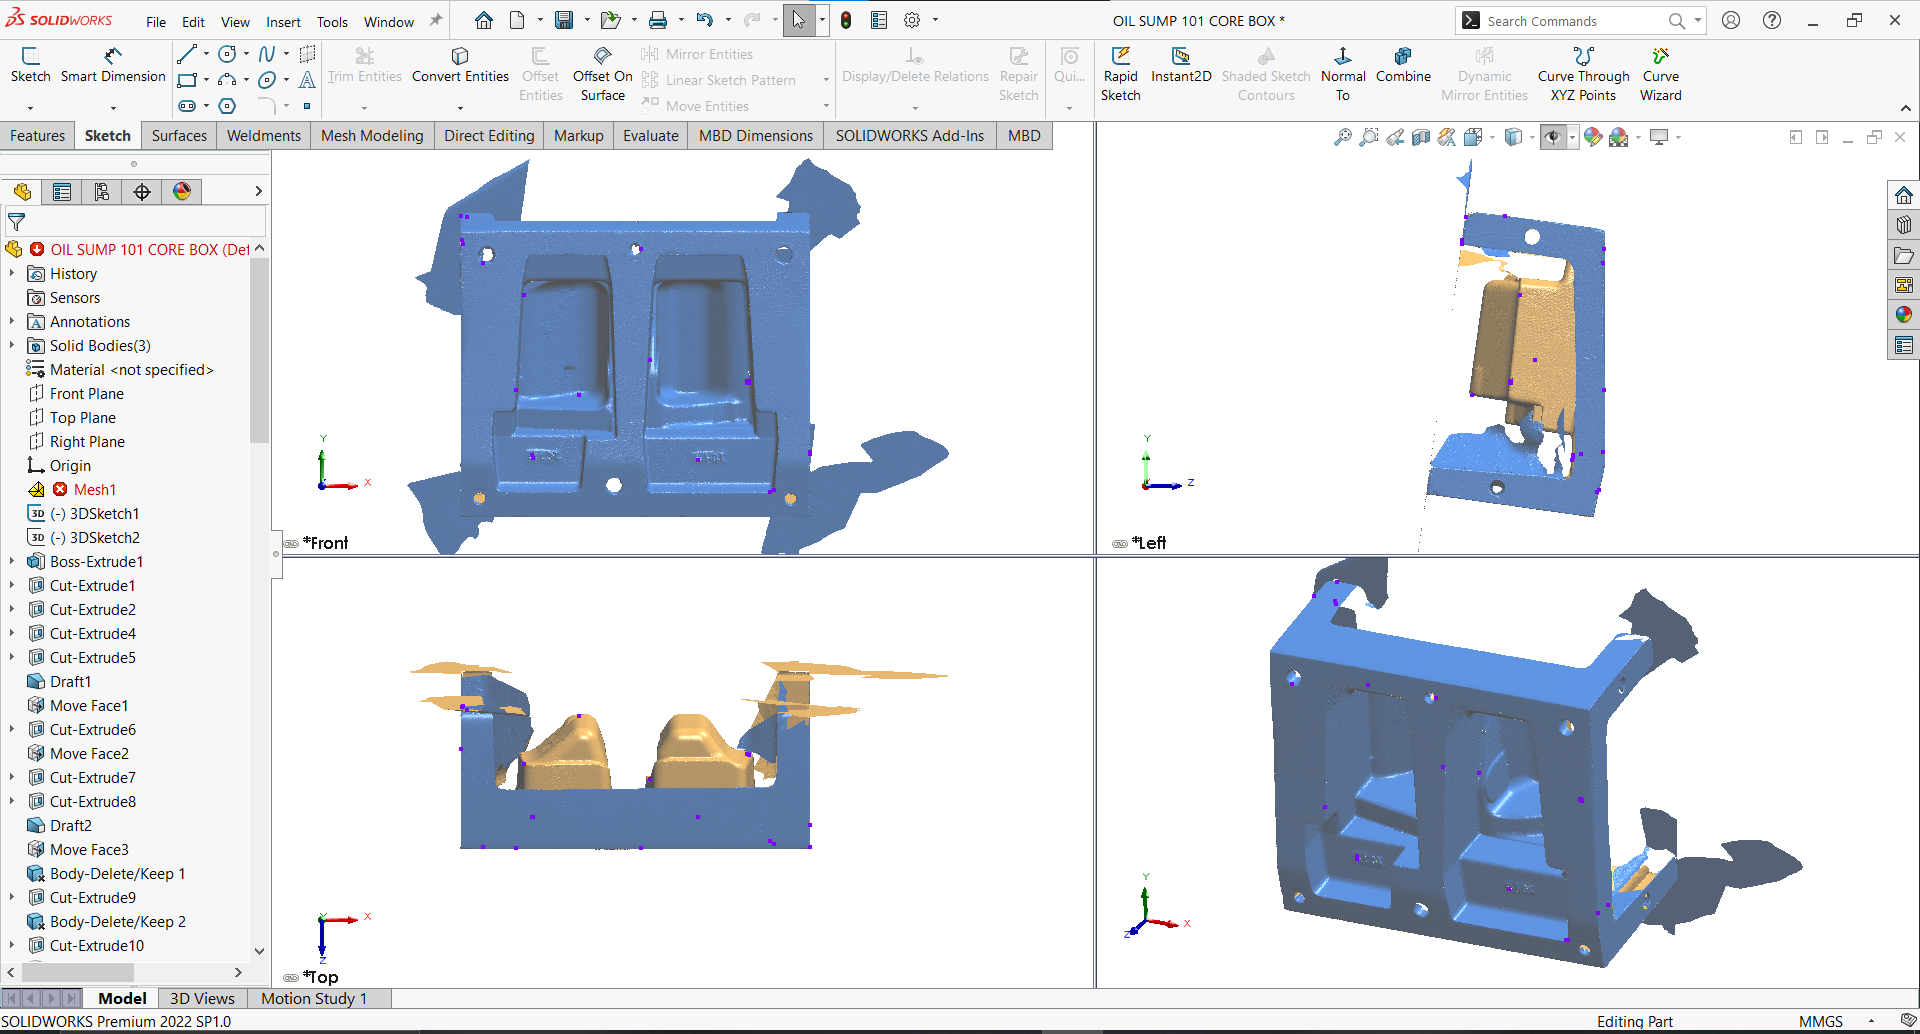 SOLIDWORKS File Edit View Insert Tools Window OIL SUMP 101 CORE BOX * Search Commands
Sketch Smart Dimension Trim Entities Convert Entities Offset Entities Offset On Surface Mirror Entities Linear Sketch Pattern Move Entities Display/Delete Relations Repair Sketch Qui... Rapid Sketch Instant2D Shaded Sketch Contours Normal To Combine Dynamic Mirror Entities Curve Through XYZ Points Curve Wizard
Features Sketch Surfaces Weldments Mesh Modeling Direct Editing Markup Evaluate MBD Dimensions SOLIDWORKS Add-Ins MBD
OIL SUMP 101 CORE BOX (Def
History
Sensors
Annotations
Solid Bodies(3)
Material <not specified>
Front Plane
Top Plane
Right Plane
Origin
Mesh1
3D (-) 3DSketch1
3D (-) 3DSketch2
Boss-Extrude1
Cut-Extrude1
Cut-Extrude2
Cut-Extrude4
Cut-Extrude5
Draft1
Move Face1
Cut-Extrude6
Move Face2
Cut-Extrude7
Cut-Extrude8
Draft2
Move Face3
Body-Delete/Keep 1
Cut-Extrude9
Body-Delete/Keep 2
Cut-Extrude10
Y
X
*Front
Y
Z
*Left
X
Z
*Top
Y
X
Z
Model 3D Views Motion Study 1
SOLIDWORKS Premium 2022 SP1.0 Editing Part MMGS